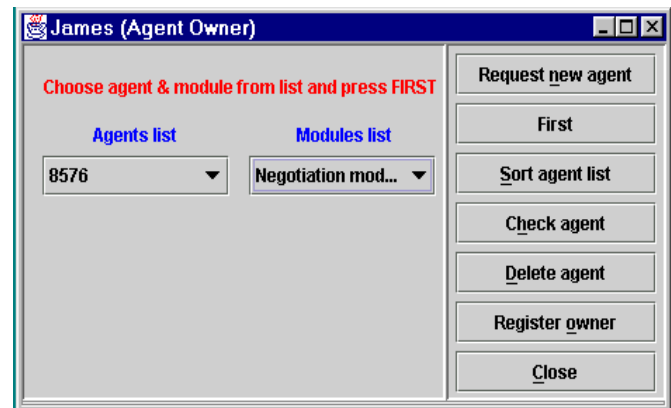 James (Agent Owner)
Choose agent & module from list and press FIRST
Agents list
Modules list
8576
Negotiation mod...
Request new agent
First
Sort agent list
Check agent
Delete agent
Register owner
Close